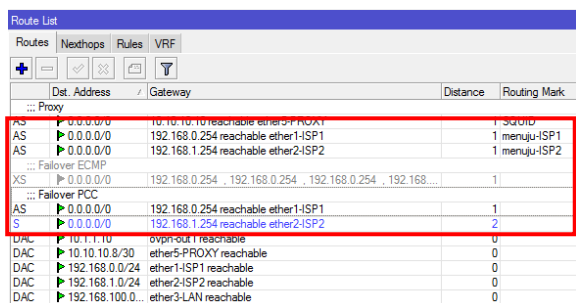 Route List
Routes Nexthops Rules VRF
Dst. Address Gateway Distance Routing Mark
::: Proxy
AS 0.0.0.0/0 10.10.10.10 reachable ether5-PROXY 1 SQUID
AS 0.0.0.0/0 192.168.0.254 reachable ether1-ISP1 1 menuju-ISP1
AS 0.0.0.0/0 192.168.1.254 reachable ether2-ISP2 1 menuju-ISP2
::: Failover ECMP
XS 0.0.0.0/0 192.168.0.254 , 192.168.0.254 , 192.168.0.254 , 192.168.... 1
::: Failover PCC
AS 0.0.0.0/0 192.168.0.254 reachable ether1-ISP1 1
S 0.0.0.0/0 192.168.1.254 reachable ether2-ISP2 2
DAC 10.1.1.10 ovpn-out1 reachable 0
DAC 10.10.10.8/30 ether5-PROXY reachable 0
DAC 192.168.0.0/24 ether1-ISP1 reachable 0
DAC 192.168.1.0/24 ether2-ISP2 reachable 0
DAC 192.168.100.0... ether3-LAN reachable 0